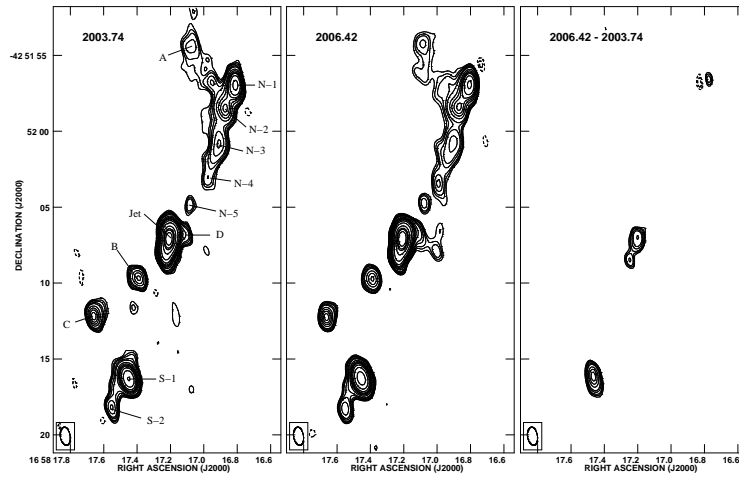 2003.74
2006.42
2006.42 - 2003.74
DECLINATION (J2000)
-42 51 55
52 00
05
10
15
20
A
N–1
N–2
N–3
N–4
N–5
Jet
D
B
C
S–1
S–2
16 58 17.8 17.6 17.4 17.2 17.0 16.8 16.6
RIGHT ASCENSION (J2000)
17.6 17.4 17.2 17.0 16.8 16.6
RIGHT ASCENSION (J2000)
17.6 17.4 17.2 17.0 16.8 16.6
RIGHT ASCENSION (J2000)